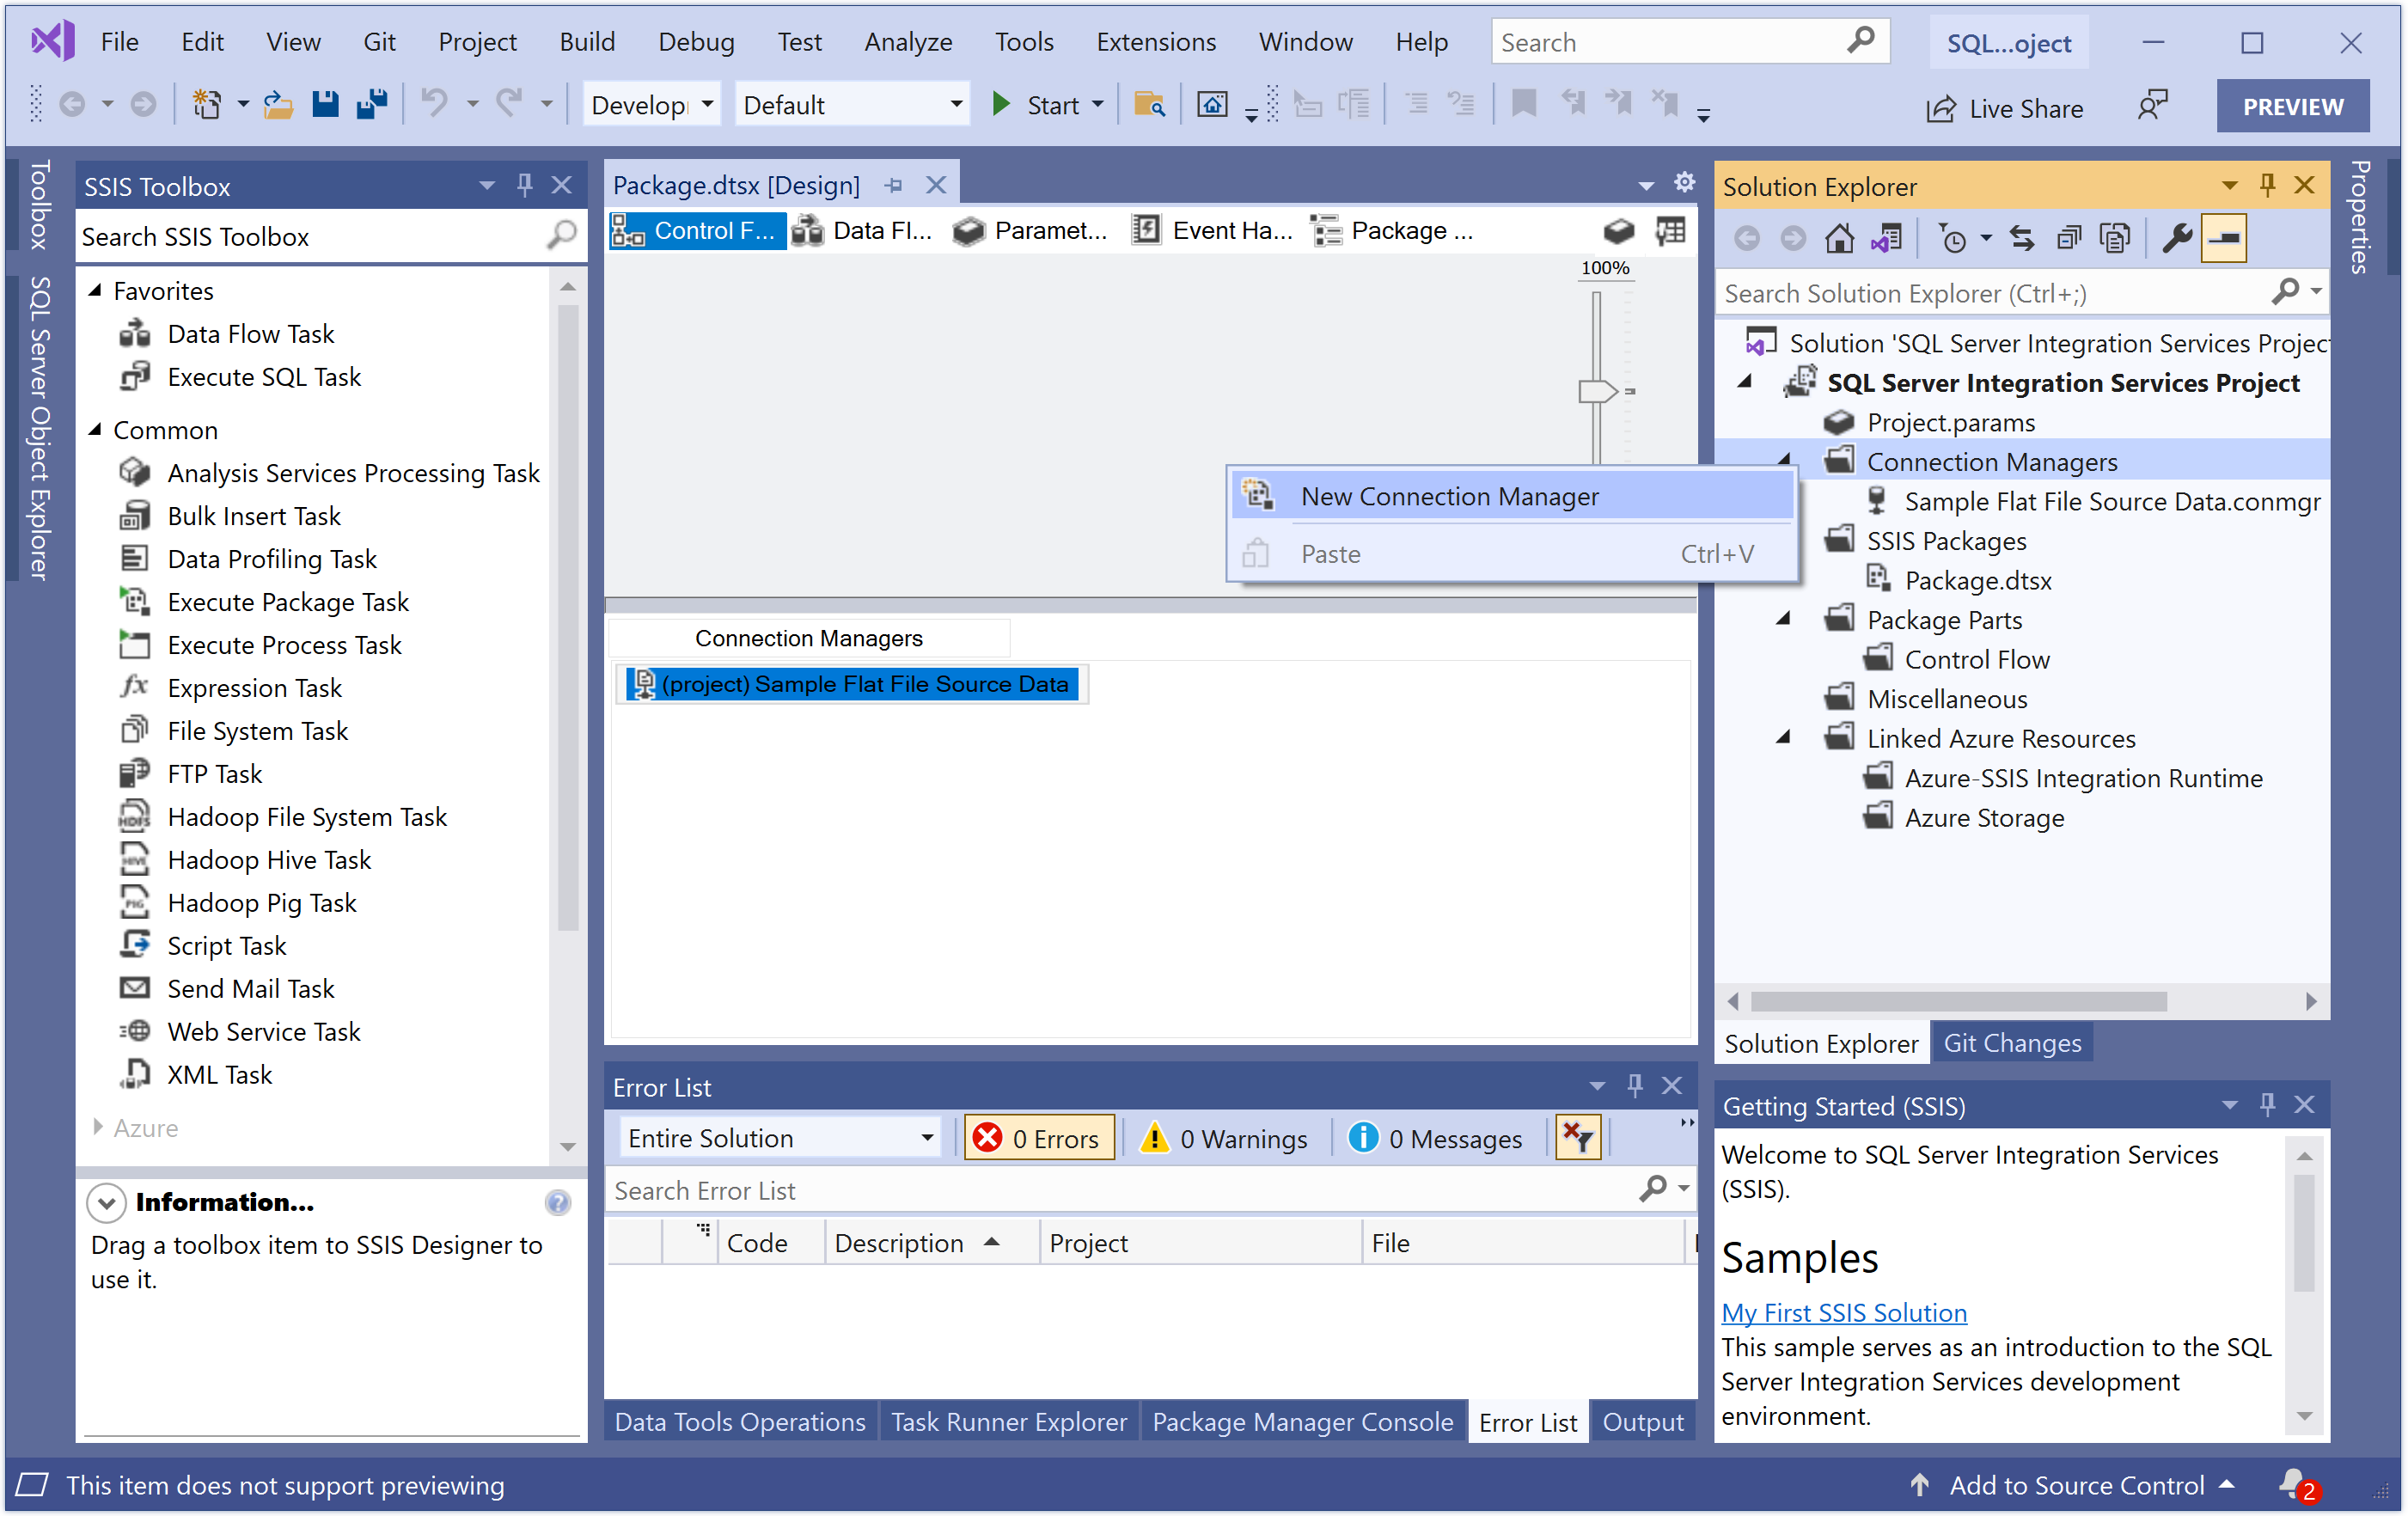 File Edit View Git Project Build Debug Test Analyze Tools Extensions Window Help Search SQL...oject
Develop Default Start Live Share PREVIEW
Toolbox
SQL Server Object Explorer
SSIS Toolbox
Search SSIS Toolbox
Favorites
Data Flow Task
Execute SQL Task
Common
Analysis Services Processing Task
Bulk Insert Task
Data Profiling Task
Execute Package Task
Execute Process Task
Expression Task
File System Task
FTP Task
Hadoop File System Task
Hadoop Hive Task
Hadoop Pig Task
Script Task
Send Mail Task
Web Service Task
XML Task
Azure
Information...
Drag a toolbox item to SSIS Designer to
use it.
Package.dtsx [Design]
Control F... Data Fl... Paramet... Event Ha... Package ...
100%
New Connection Manager
Paste Ctrl+V
Connection Managers
(project) Sample Flat File Source Data
Error List
Entire Solution 0 Errors 0 Warnings 0 Messages
Search Error List
Code Description Project File
Data Tools Operations Task Runner Explorer Package Manager Console Error List Output
Solution Explorer
Search Solution Explorer (Ctrl+;)
Solution 'SQL Server Integration Services Project
SQL Server Integration Services Project
Project.params
Connection Managers
Sample Flat File Source Data.conmgr
SSIS Packages
Package.dtsx
Package Parts
Control Flow
Miscellaneous
Linked Azure Resources
Azure-SSIS Integration Runtime
Azure Storage
Solution Explorer Git Changes
Getting Started (SSIS)
Welcome to SQL Server Integration Services
(SSIS).
Samples
My First SSIS Solution
This sample serves as an introduction to the SQL
Server Integration Services development
environment.
Properties
This item does not support previewing Add to Source Control 2